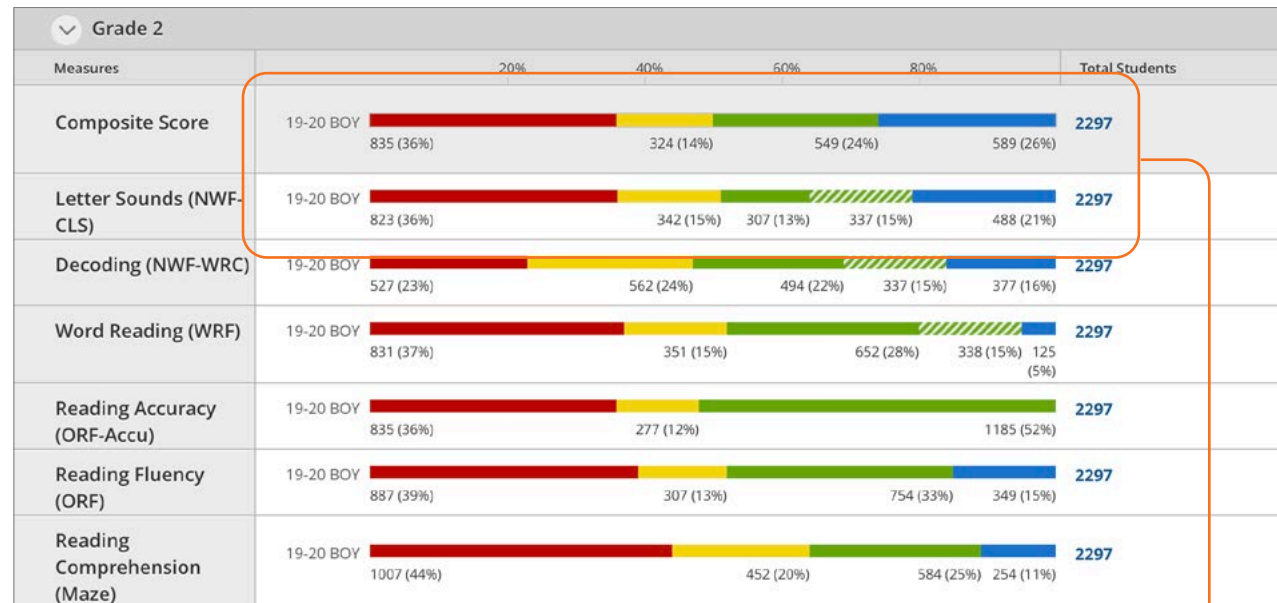 Grade 2
Measures 20% 40% 60% 80% Total Students
Composite Score 19-20 BOY 2297
835 (36%) 324 (14%) 549 (24%) 589 (26%)
Letter Sounds (NWF-
CLS) 19-20 BOY 2297
823 (36%) 342 (15%) 307 (13%) 337 (15%) 488 (21%)
Decoding (NWF-WRC) 19-20 BOY 2297
527 (23%) 562 (24%) 494 (22%) 337 (15%) 377 (16%)
Word Reading (WRF) 19-20 BOY 2297
831 (37%) 351 (15%) 652 (28%) 338 (15%) 125
(5%)
Reading Accuracy
(ORF-Accu) 19-20 BOY 2297
835 (36%) 277 (12%) 1185 (52%)
Reading Fluency
(ORF) 19-20 BOY 2297
887 (39%) 307 (13%) 754 (33%) 349 (15%)
Reading
Comprehension
(Maze) 19-20 BOY 2297
1007 (44%) 452 (20%) 584 (25%) 254 (11%)